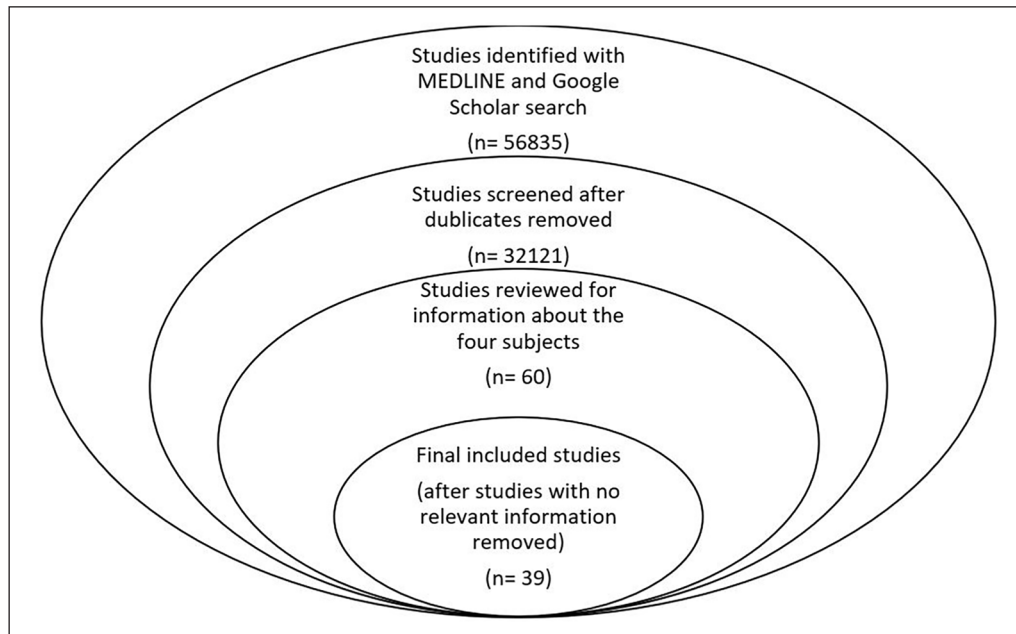 Studies identified with
MEDLINE and Google
Scholar search
(n= 56835)
Studies screened after
dublicates removed
(n= 32121)
Studies reviewed for
information about the
four subjects
(n= 60)
Final included studies
(after studies with no
relevant information
removed)
(n= 39)